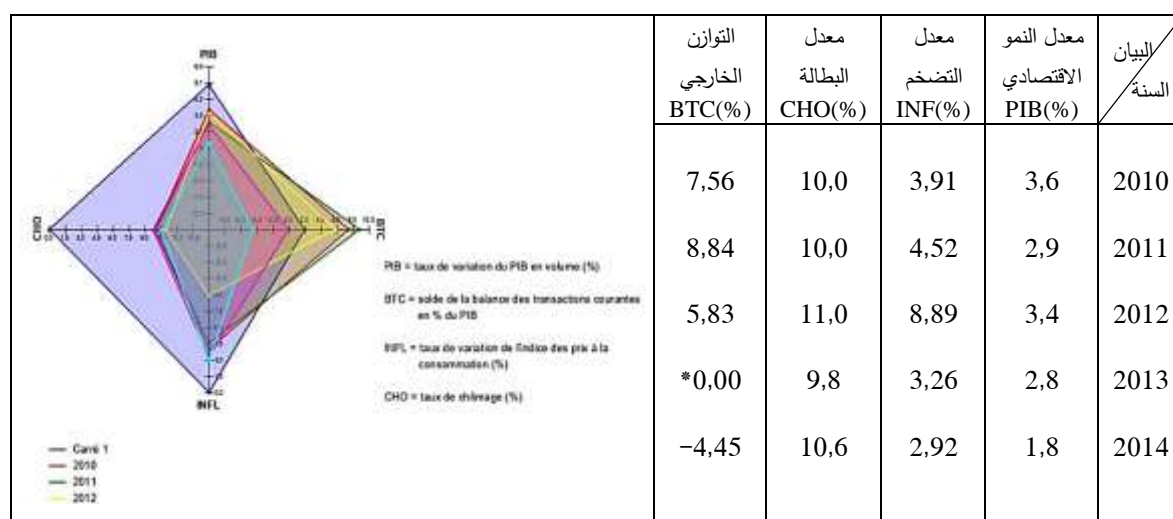 البيان
السنة
معدل النمو
الاقتصادي
PIB(%)
معدل
التضخم
INF(%)
معدل
البطالة
CHO(%)
التوازن
الخارجي
BTC(%)
2010 3,6 3,91 10,0 7,56
2011 2,9 4,52 10,0 8,84
2012 3,4 8,89 11,0 5,83
2013 2,8 3,26 9,8 *0,00
2014 1,8 2,92 10,6 −4,45
PIB
CHO
BTC
INFL
PIB = taux de variation du PIB en volume (%)
BTC = solde de la balance des transactions courantes
en % du PIB
INFL = taux de variation de l'indice des prix à la
consommation (%)
CHO = taux de chômage (%)
Carré 1
2010
2011
2012